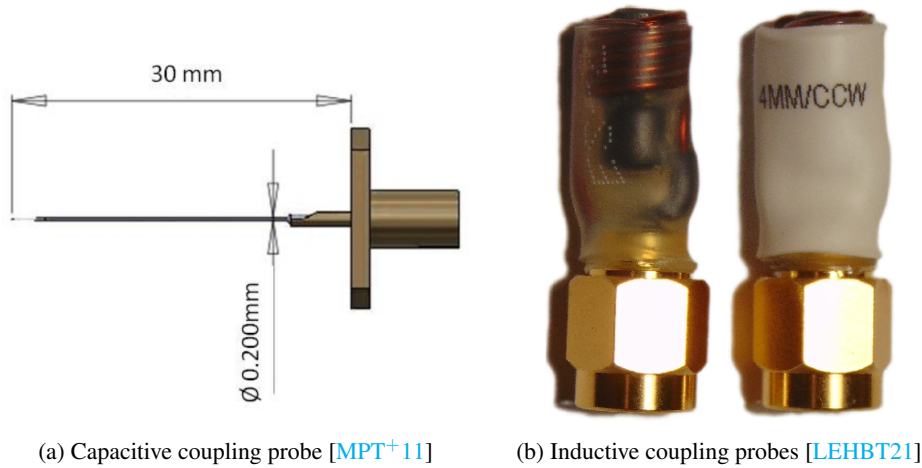 30 mm
Ø 0.200mm
4MM/CCW
(a) Capacitive coupling probe [MPT+11]
(b) Inductive coupling probes [LEHBT21]